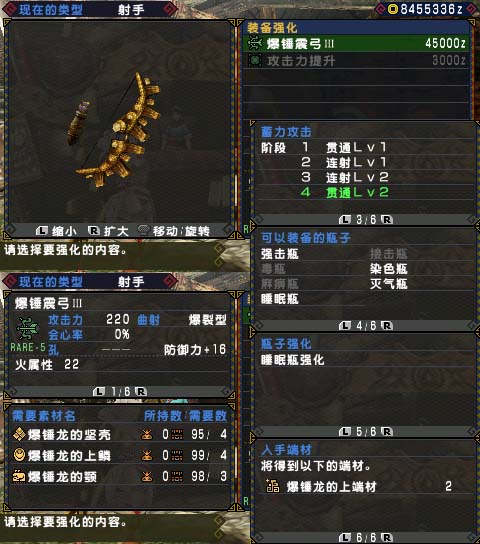 现在的类型 射手
L 缩小 R 扩大 移动/旋转
请选择要强化的内容。
8455336z
装备强化
爆锤震弓III 45000z
攻击力提升 3000z
蓄力攻击
阶段 1 贯通Lv1
2 连射Lv1
3 连射Lv2
4 贯通Lv2
L 3/6 R
可以装备的瓶子
强击瓶 接击瓶
毒瓶 染色瓶
麻痹瓶 灭气瓶
睡眠瓶
L 4/6 R
瓶子强化
睡眠瓶强化
L 5/6 R
入手端材
将得到以下的端材。
爆锤龙的上端材 2
L 6/6 R
现在的类型 射手
爆锤震弓III
攻击力 220 曲射 爆裂型
会心率 0%
RARE-5 孔 --- 防御力+16
火属性 22
L 1/6 R
需要素材名 所持数/需要数
爆锤龙的坚壳 0 95/ 4
爆锤龙的上鳞 0 99/ 4
爆锤龙的颚 0 98/ 3
请选择要强化的内容。